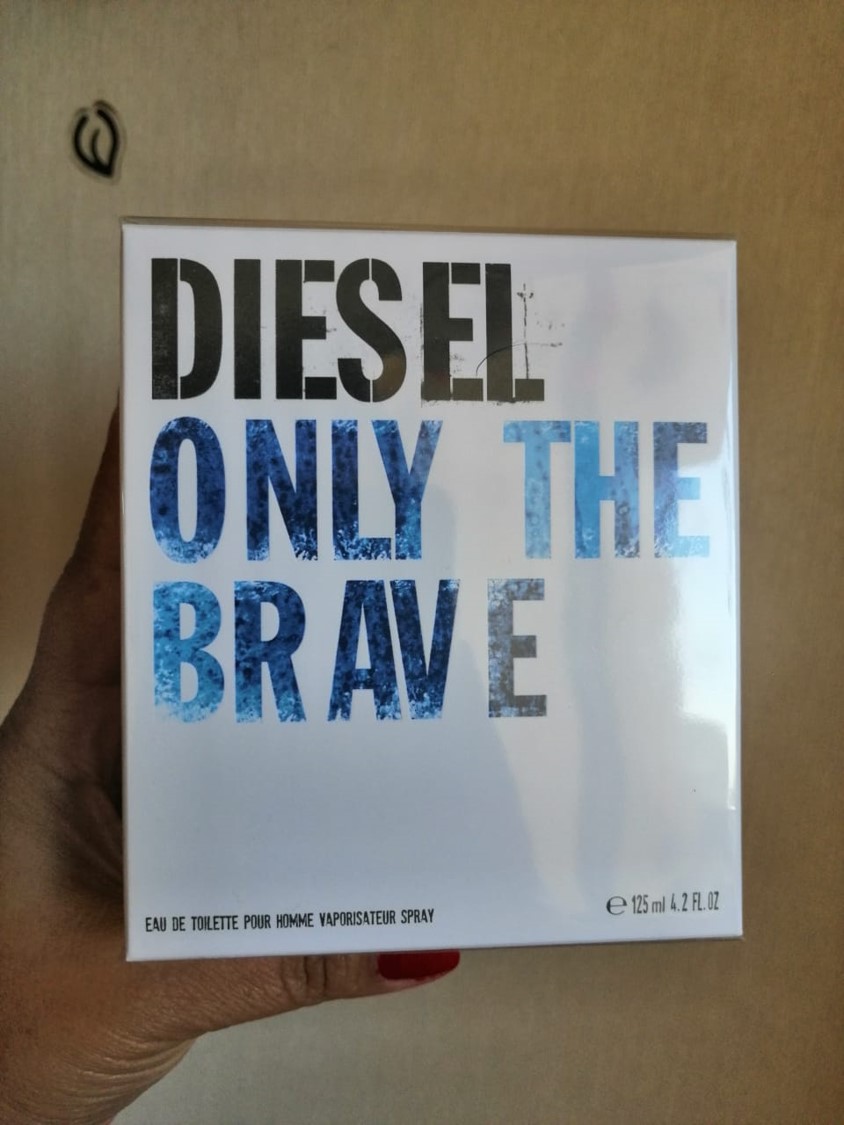 DIESEL
ONLY THE
BRAVE
EAU DE TOILETTE POUR HOMME VAPORISATEUR SPRAY
℮ 125 ml 4.2 FL.OZ